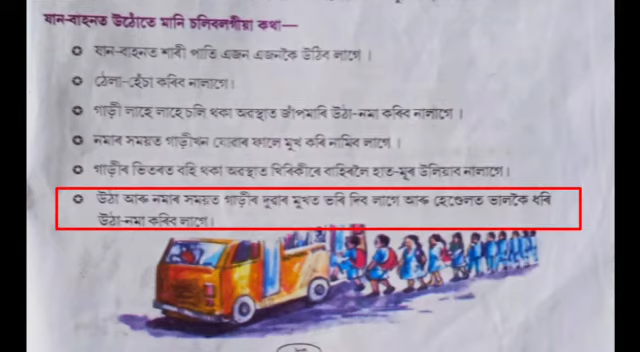 যান-বাহনত উঠোতে মানি চলিবলগীয়া কথা—
যান-বাহনত শাৰী পাতি এজন এজনকৈ উঠিব লাগে ।
ঠেলা-হেঁচা কৰিব নালাগে।
গাড়ী লাহে লাহে চলি থকা অৱস্থাত জাঁপমাৰি উঠা-নমা কৰিব নালাগে ।
নমাৰ সময়ত গাড়ীখন যোৱাৰ ফালে মুখ কৰি নামিব লাগে ।
গাড়ীৰ ভিতৰত বহি থকা অৱস্থাত খিৰিকীৰে বাহিৰলৈ হাত-মূৰ উলিয়াব নালাগে।
উঠা আৰু নমাৰ সময়ত গাড়ীৰ দুৱাৰ মুখত ভৰি দিব লাগে আৰু হেণ্ডেলত ভালকৈ ধৰি
উঠা-নমা কৰিব লাগে।